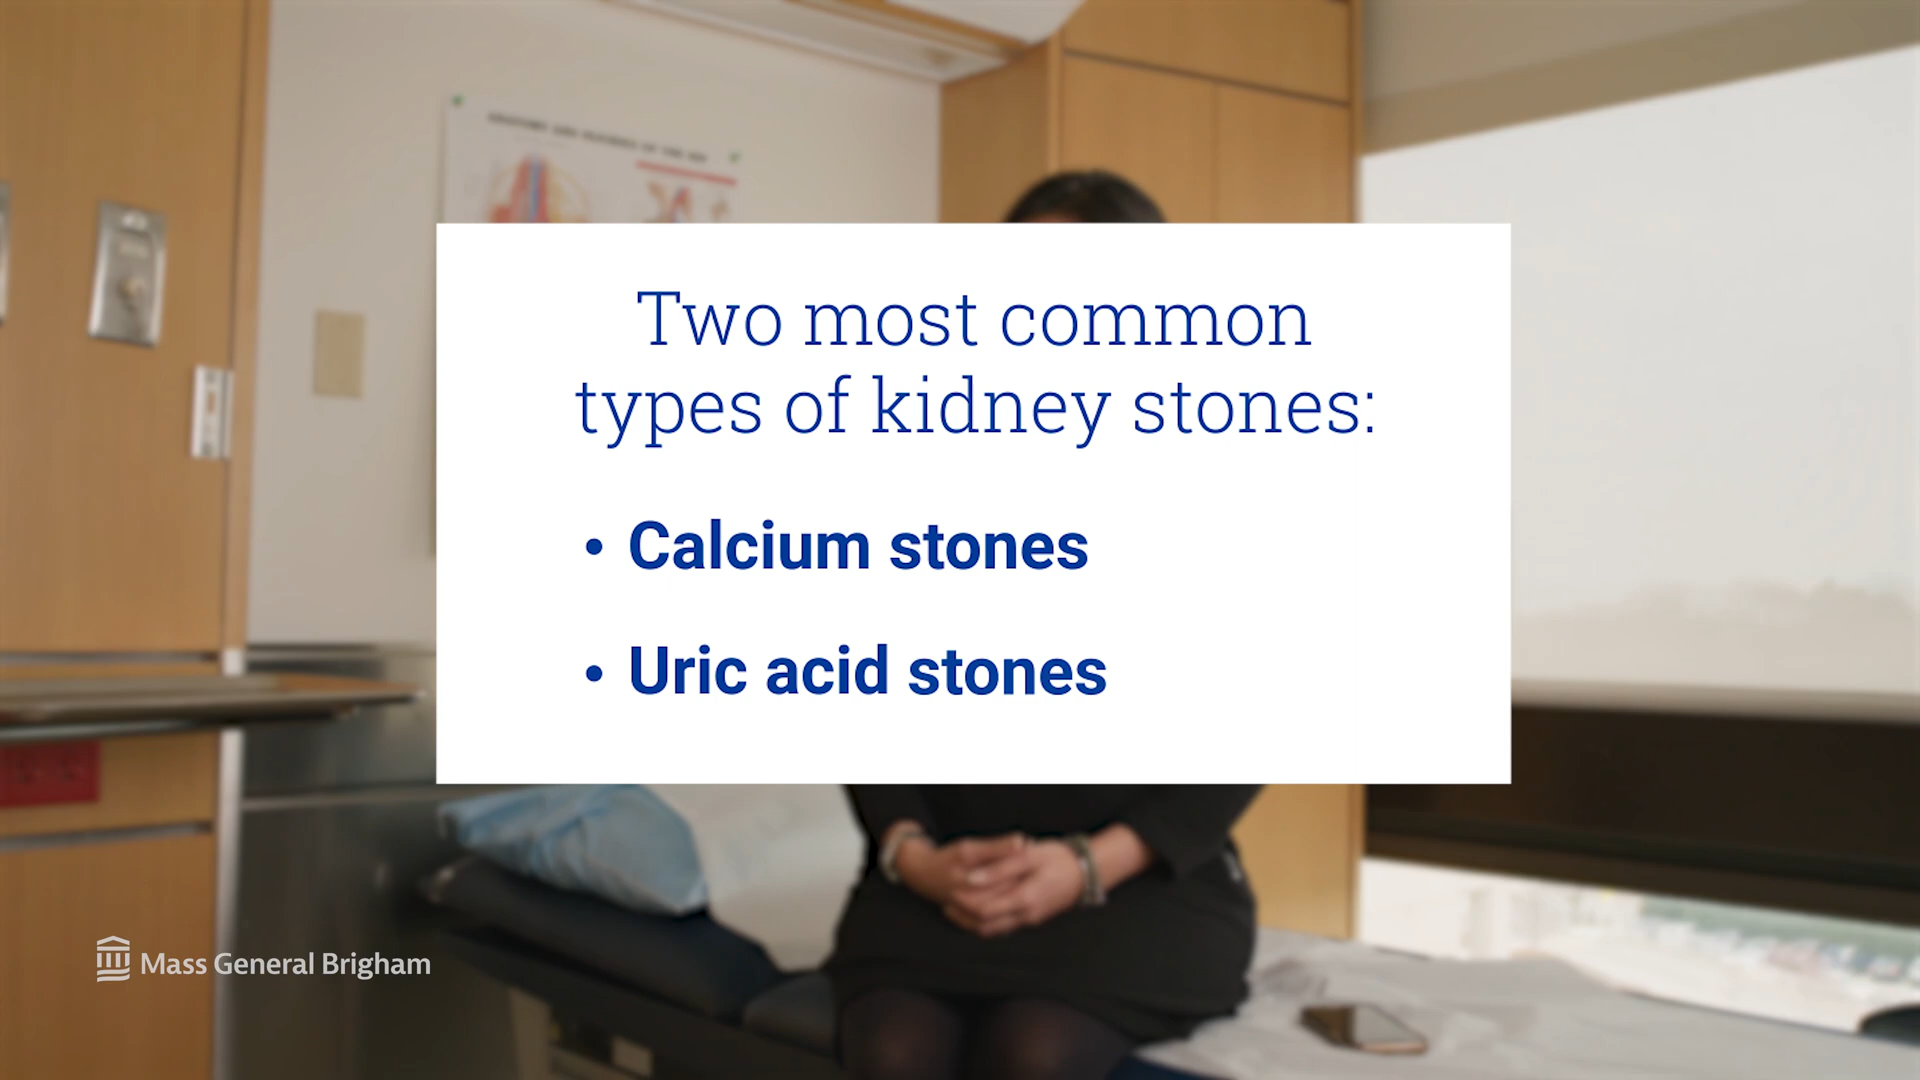 Two most common
types of kidney stones:
• Calcium stones
• Uric acid stones
Mass General Brigham